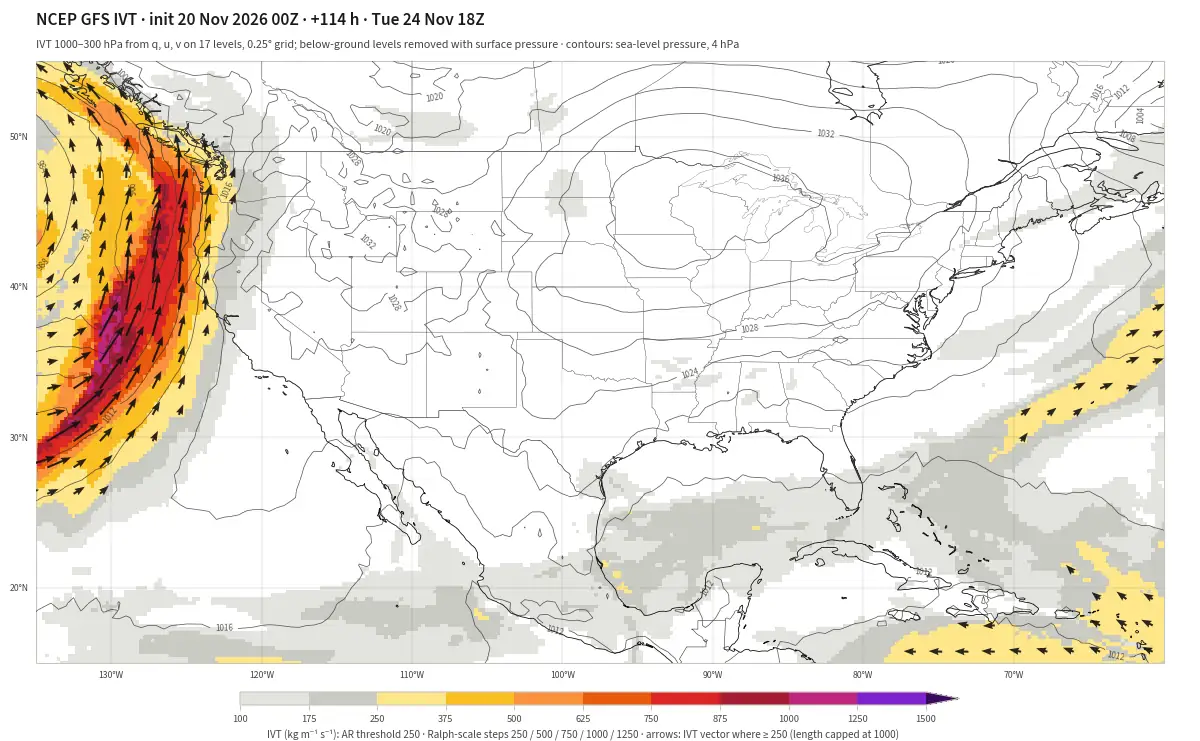 NCEP GFS IVT · init 20 Nov 2026 00Z · +114 h · Tue 24 Nov 18Z
IVT 1000–300 hPa from q, u, v on 17 levels, 0.25° grid; below-ground levels removed with surface pressure · contours: sea-level pressure, 4 hPa
1020
1032
1016
1012
1004
50°N
1020
1008
1028
1036
1016
1028
992
1032
40°N
1028
1028
1024
1012
30°N
20°N
1012
1012
1016
1012
1012
130°W
120°W
110°W
100°W
90°W
80°W
70°W
100
175
250
375
500
625
750
875
1000
1250
1500
IVT (kg m⁻¹ s⁻¹): AR threshold 250 · Ralph-scale steps 250 / 500 / 750 / 1000 / 1250 · arrows: IVT vector where ≥ 250 (length capped at 1000)